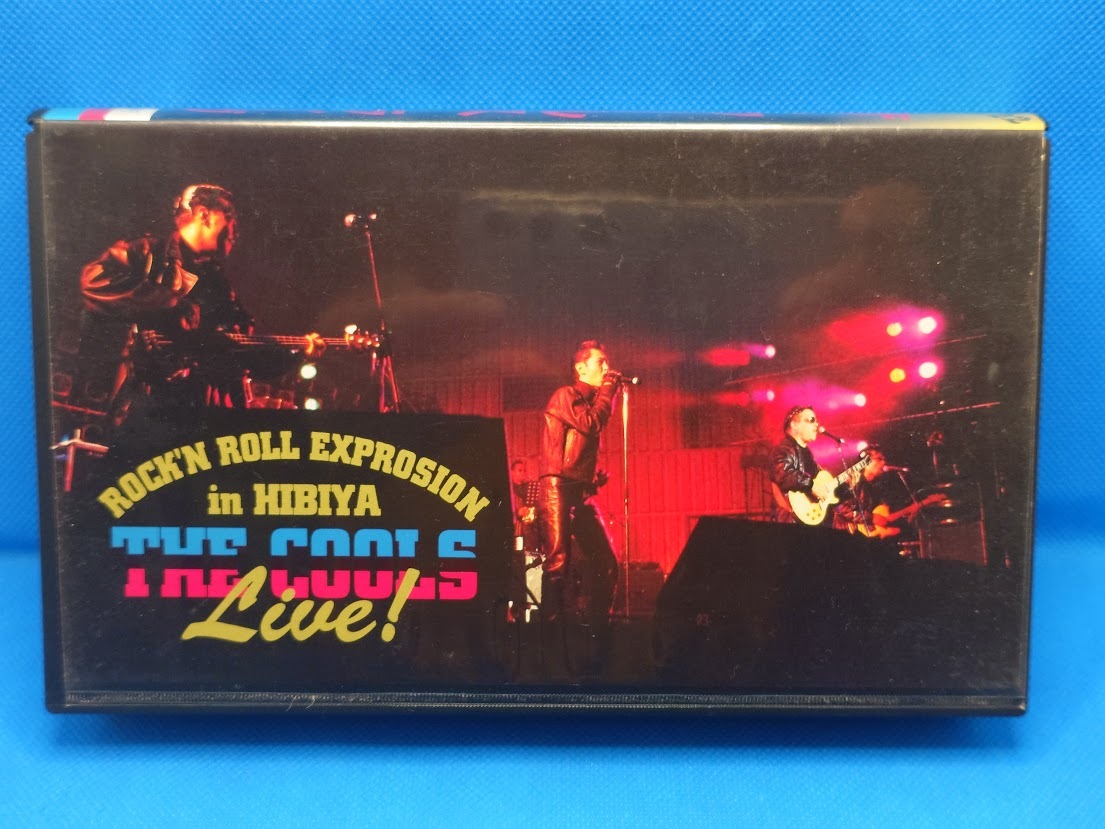 ROCK'N ROLL EXPROSION
in HIBIYA
THE COOLS
Live!